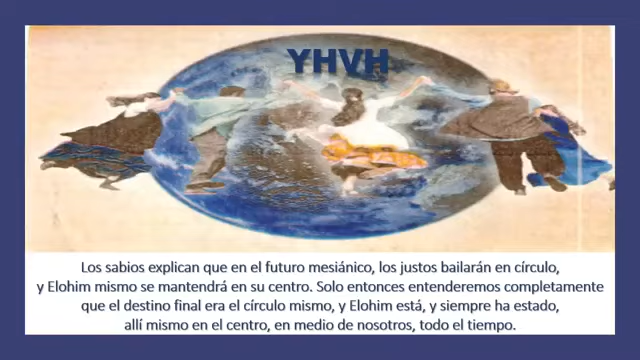 YHVH
Los sabios explican que en el futuro mesiánico, los justos bailarán en círculo,
y Elohim mismo se mantendrá en su centro. Solo entonces entenderemos completamente
que el destino final era el círculo mismo, y Elohim está, y siempre ha estado,
allí mismo en el centro, en medio de nosotros, todo el tiempo.